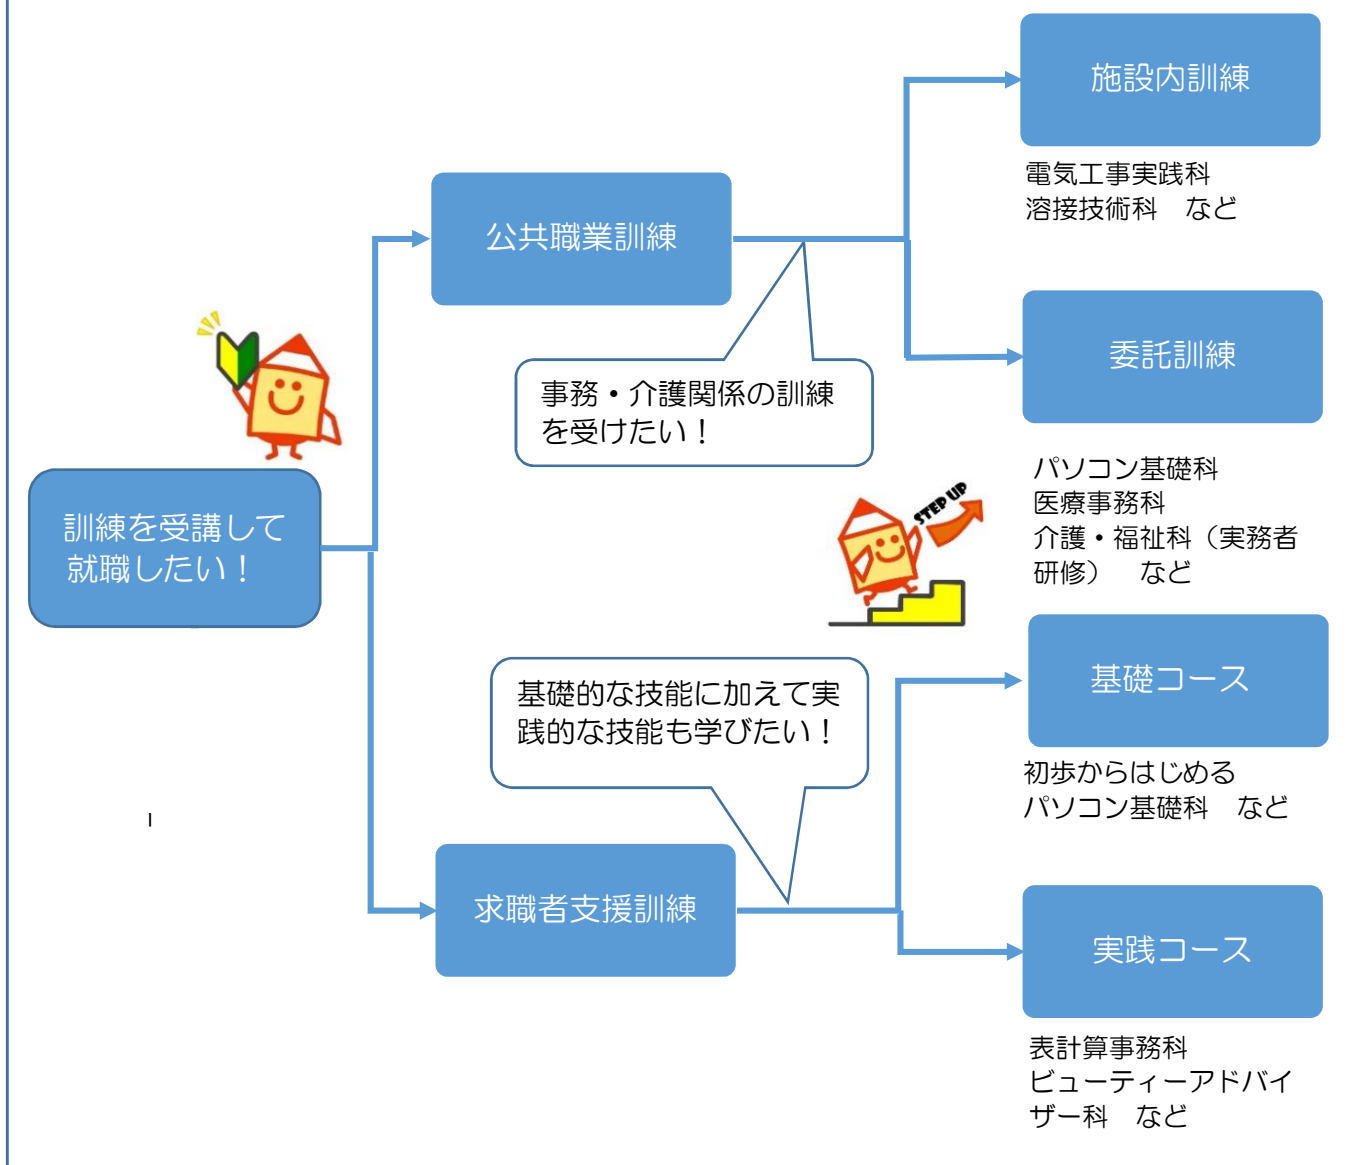 施設内訓練
電気工事実践科
溶接技術科　など
公共職業訓練
委託訓練
事務・介護関係の訓練
を受けたい！
パソコン基礎科
医療事務科
介護・福祉科（実務者
研修）　など
訓練を受講して
就職したい！
STEP UP
基礎コース
基礎的な技能に加えて実
践的な技能も学びたい！
初歩からはじめる
パソコン基礎科　など
求職者支援訓練
実践コース
表計算事務科
ビューティーアドバイ
ザー科　など